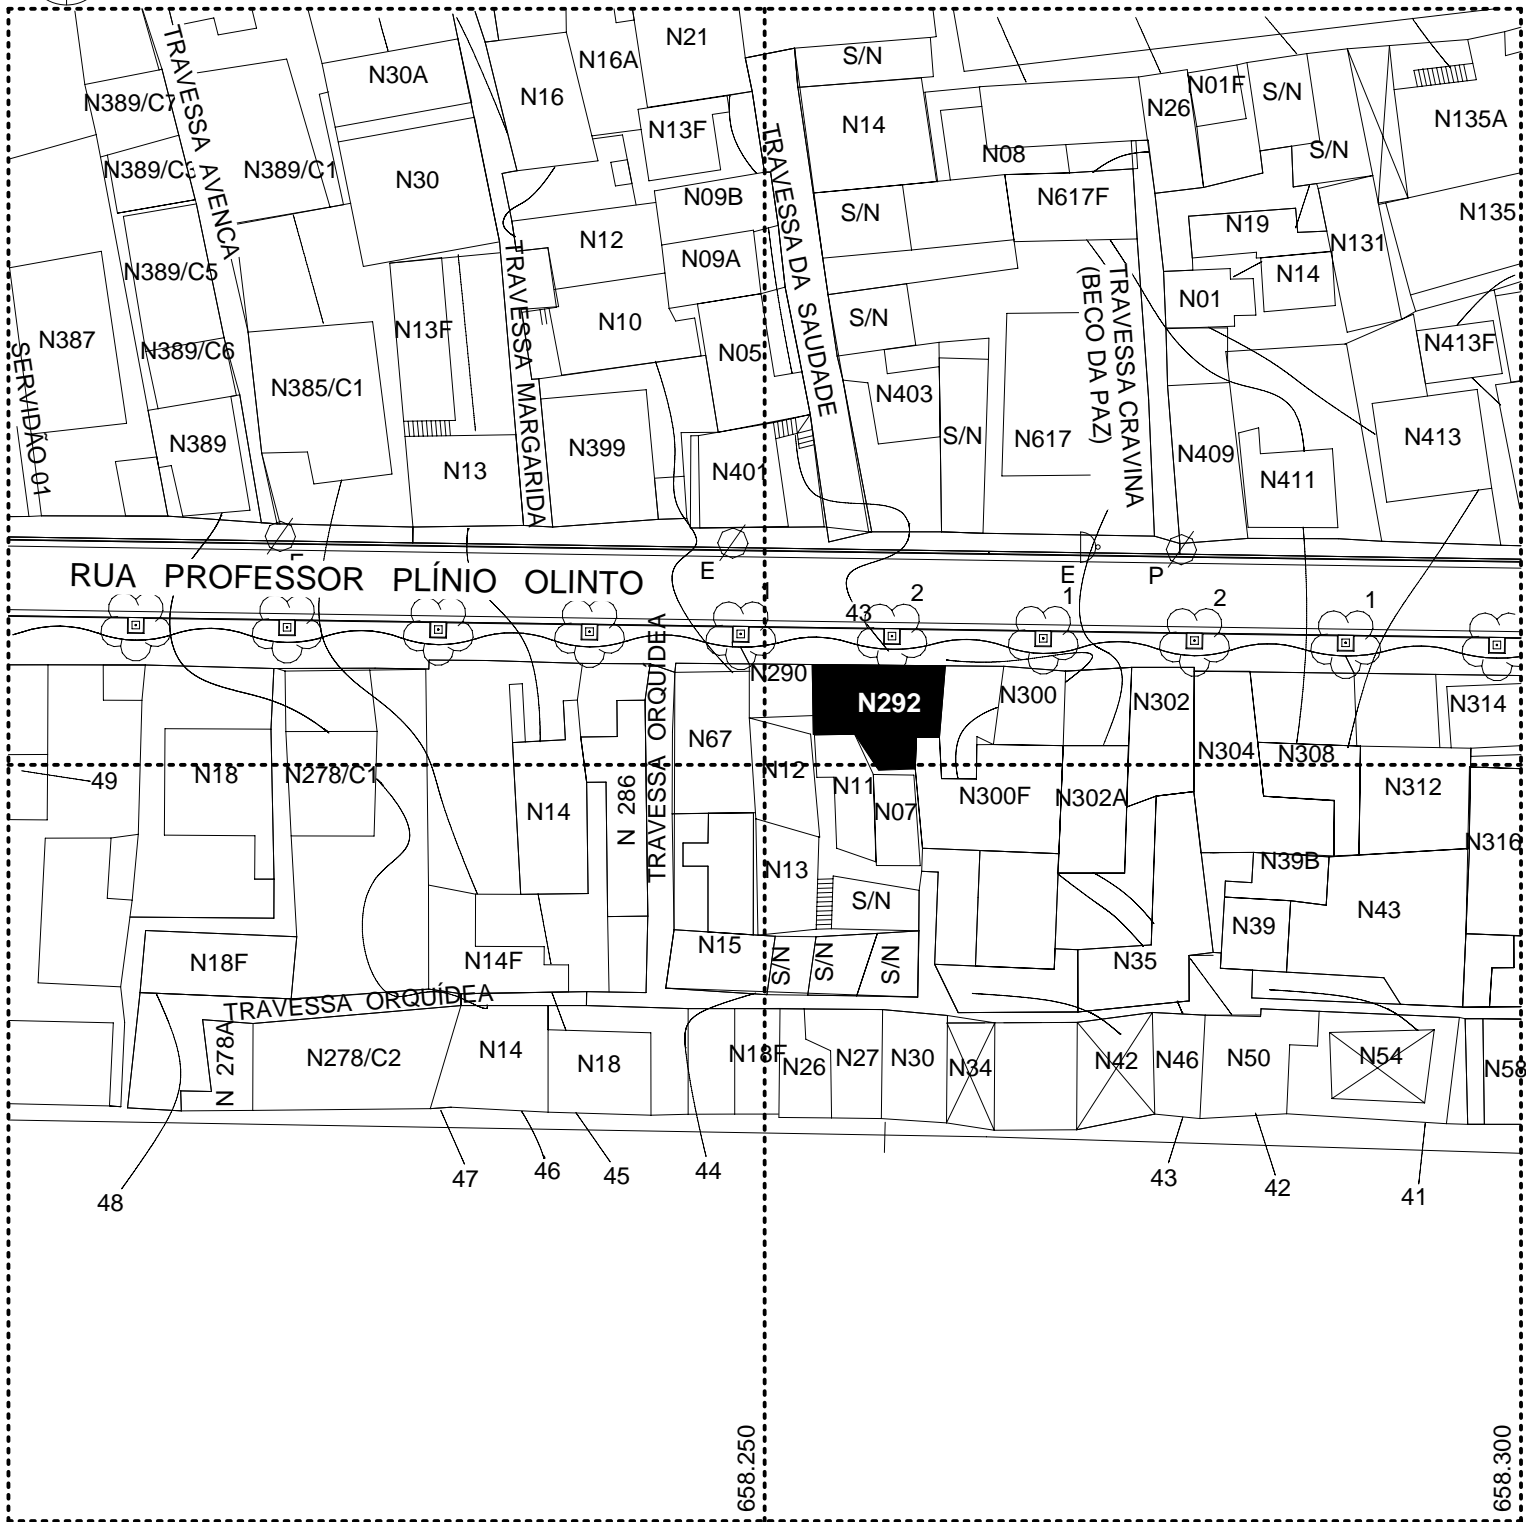 N21
S/N
N16A
N30A
N16
N01F
S/N
N26
N389/C7
TRAVESSA AVENCA
N14
N135A
N13F
N08
S/N
N389/C3
N389/C1
N30
N09B
N617F
S/N
N135
N19
N12
N131
N09A
N389/C5
N14
TRAVESSA DA SAUDADE
N01
TRAVESSA CRAVINA
(BECO DA PAZ)
N13F
TRAVESSA MARGARIDA
N10
S/N
N387
N389/C6
N05
N413F
SERVIDÃO 01
N385/C1
N403
N389
N13
N399
N401
S/N
N617
N409
N411
N413
RUA PROFESSOR PLÍNIO OLINTO
E
E
P
43
2
1
2
1
TRAVESSA ORQUÍDEA
N290
N292
N300
N302
N314
N67
N304
N308
49
N18
N278/C1
N12
N11
N300F
N302A
N312
N14
N 286
N07
N316
N13
N39B
S/N
N43
N39
N18F
N14F
N15
S/N
S/N
S/N
N35
TRAVESSA ORQUÍDEA
N 278A
N278/C2
N14
N18
N18F
N26
N27
N30
N34
N42
N46
N50
N54
N58
48
47
46
45
44
43
42
41
658.250
658.300